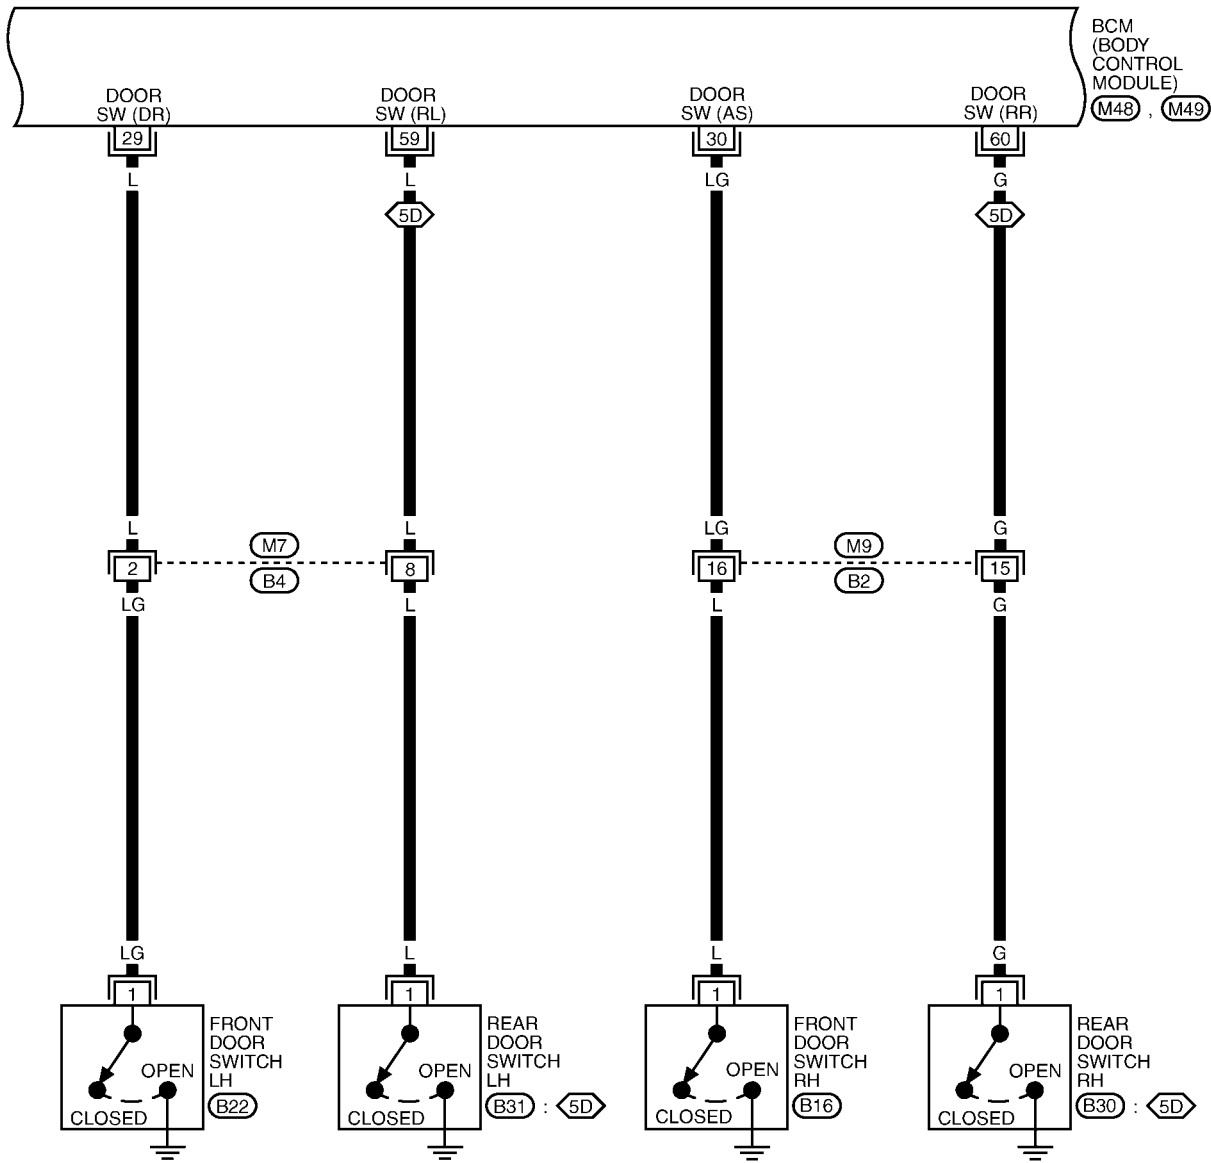 BCM
(BODY
CONTROL
MODULE)
M48 , M49
DOOR
SW (DR)
DOOR
SW (RL)
DOOR
SW (AS)
DOOR
SW (RR)
29
59
30
60
L
L
LG
G
5D
5D
L
L
LG
G
M7
M9
2
8
16
15
B4
B2
LG
L
L
G
LG
L
L
G
1
1
1
1
FRONT
DOOR
SWITCH
LH
B22
OPEN
CLOSED
REAR
DOOR
SWITCH
LH
B31 : 5D
OPEN
CLOSED
FRONT
DOOR
SWITCH
RH
B16
OPEN
CLOSED
REAR
DOOR
SWITCH
RH
B30 : 5D
OPEN
CLOSED